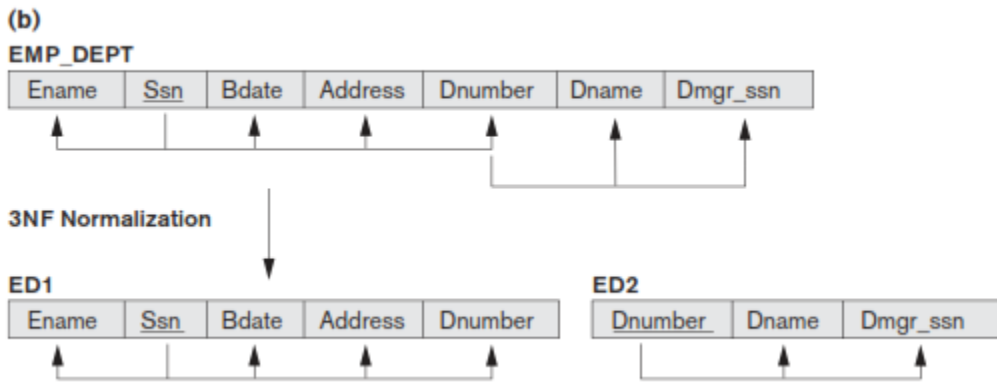 (b)
EMP_DEPT
Ename Ssn Bdate Address Dnumber Dname Dmgr_ssn
3NF Normalization
ED1 ED2
Ename Ssn Bdate Address Dnumber Dnumber Dname Dmgr_ssn